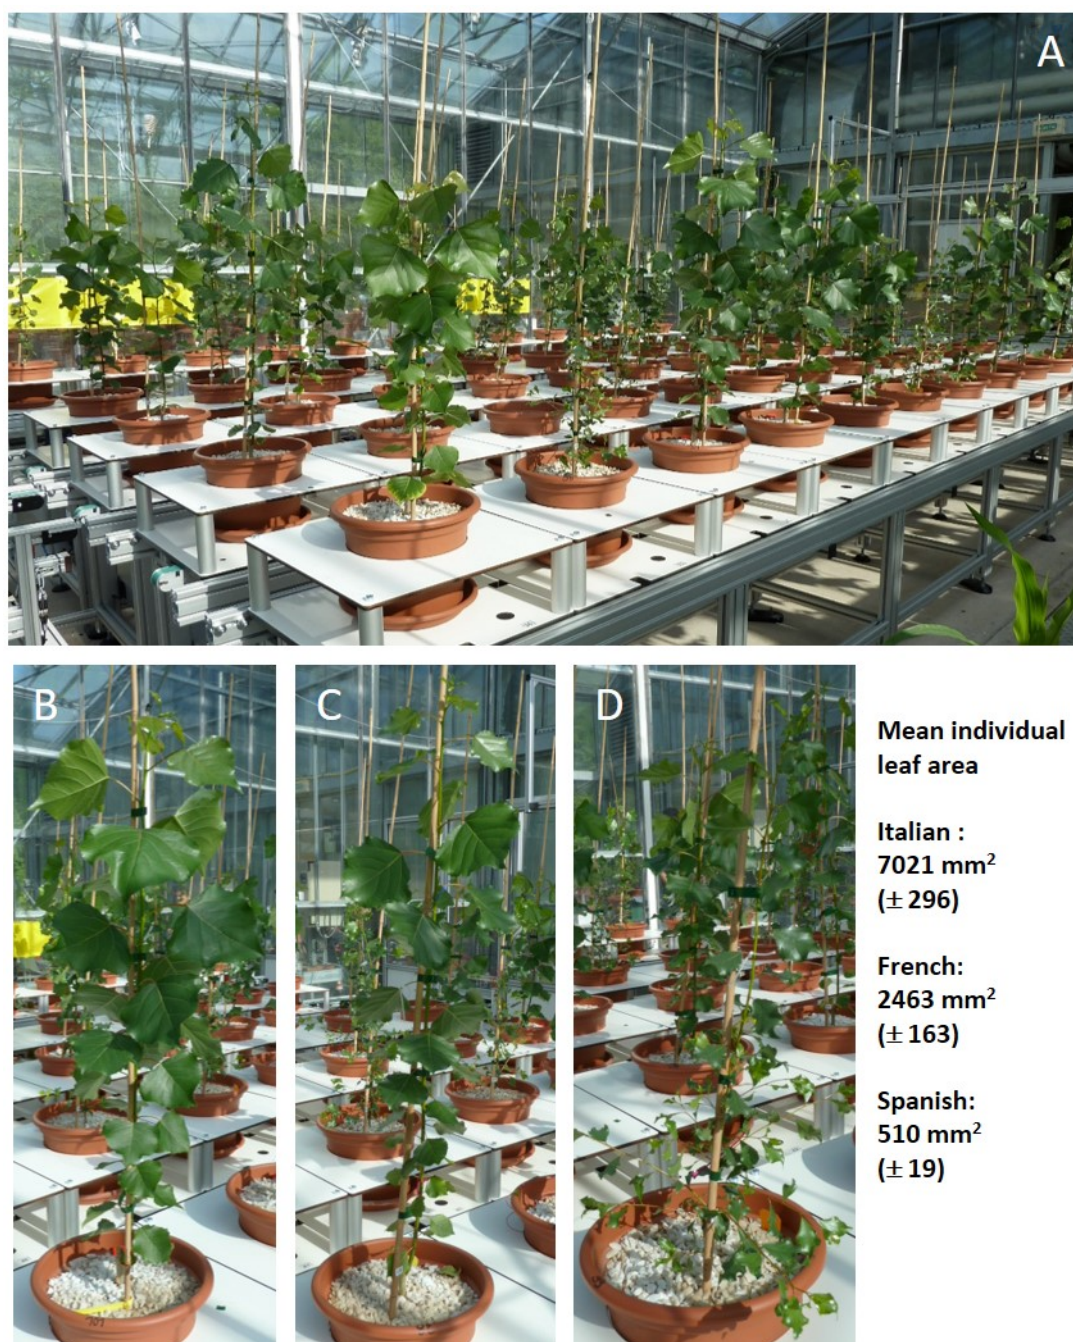 A
B
C
D
Mean individual
leaf area
Italian :
7021 mm²
(± 296)
French:
2463 mm²
(± 163)
Spanish:
510 mm²
(± 19)